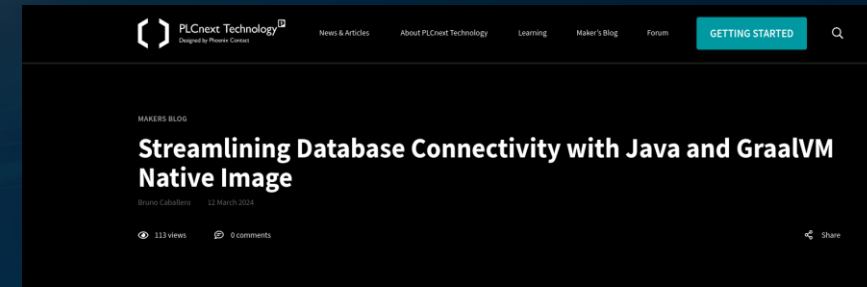 PLCnext Technology
Designed by Phoenix Contact
News & Articles
About PLCnext Technology
Learning
Maker's Blog
Forum
GETTING STARTED
MAKERS BLOG
Streamlining Database Connectivity with Java and GraalVM
Native Image
Bruno Caballero 12 March 2024
113 views 0 comments
Share